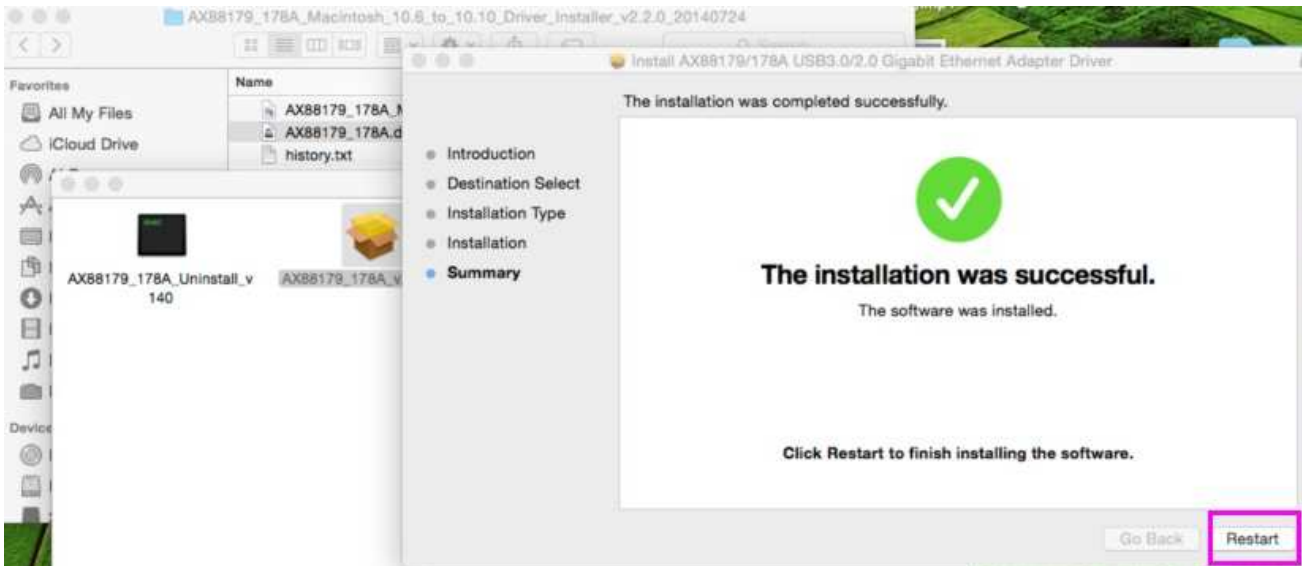 AX88179_178A_Macintosh_10.6_to_10.10_Driver_Installer_v2.2.0_20140724
Favorites
All My Files
iCloud Drive
Device
Name
AX88179_178A_M
AX88179_178A.d
history.txt
AX88179_178A_Uninstall_v
140
AX88179_178A_v
Install AX88179/178A USB3.0/2.0 Gigabit Ethernet Adapter Driver
The installation was completed successfully.
Introduction
Destination Select
Installation Type
Installation
Summary
The installation was successful.
The software was installed.
Click Restart to finish installing the software.
Go Back
Restart